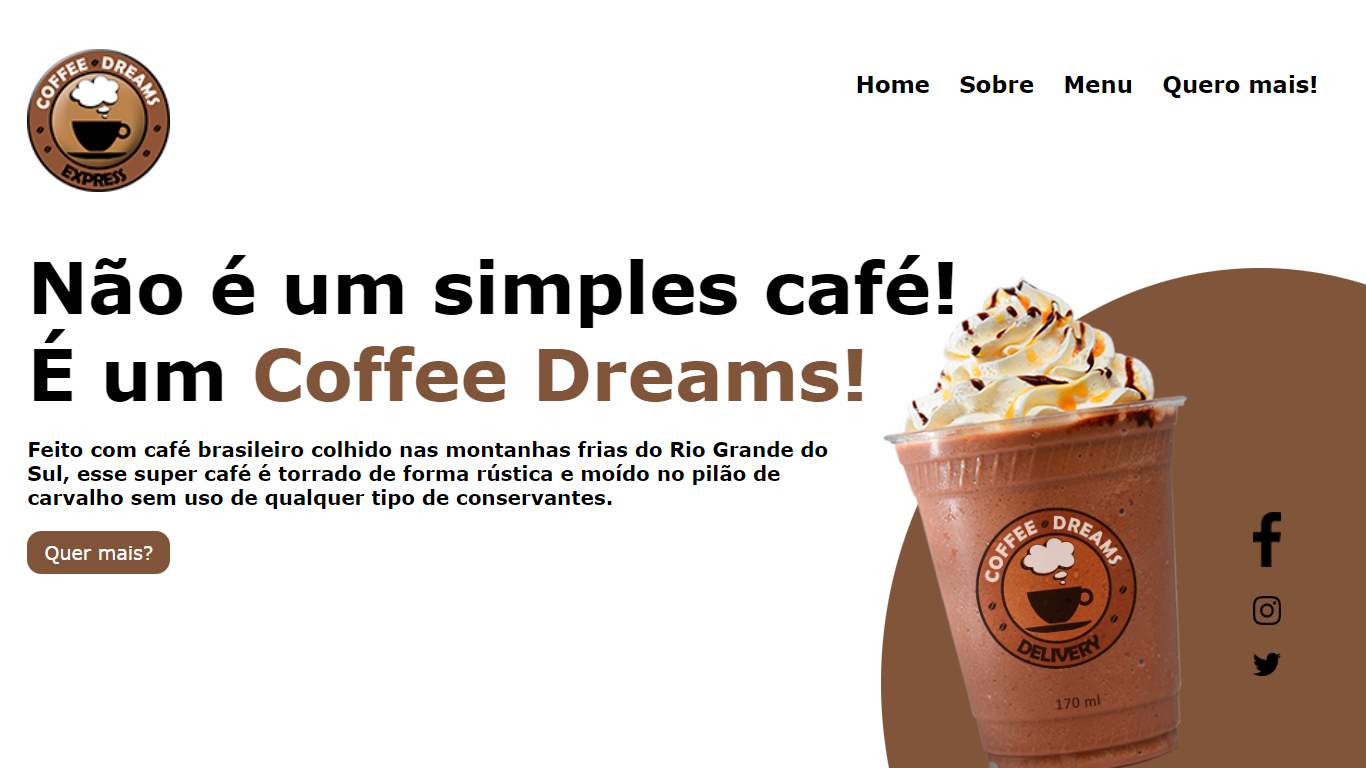 COFFEE DREAMS
EXPRESS
Home Sobre Menu Quero mais!
Não é um simples café!
É um Coffee Dreams!
Feito com café brasileiro colhido nas montanhas frias do Rio Grande do
Sul, esse super café é torrado de forma rústica e moído no pilão de
carvalho sem uso de qualquer tipo de conservantes.
Quer mais?
COFFEE DREAMS
DELIVERY
170 ml